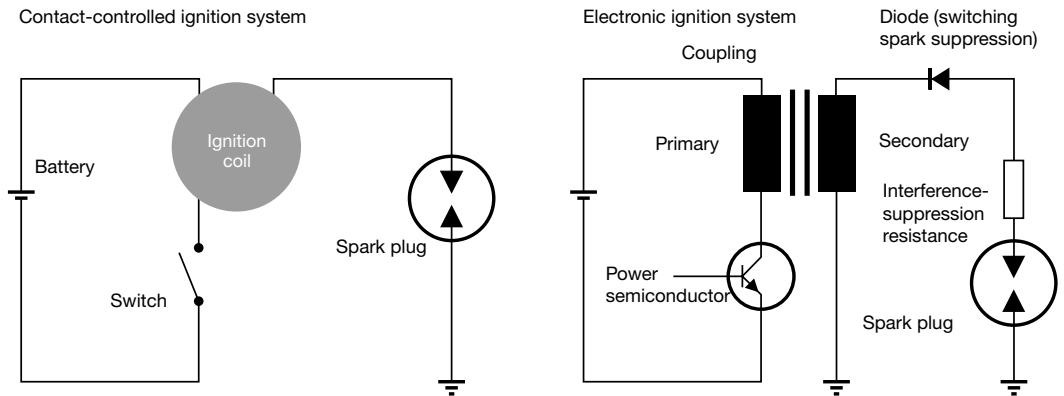 Contact-controlled ignition system
Ignition
coil
Battery
Spark plug
Switch
Electronic ignition system
Diode (switching
spark suppression)
Coupling
Primary
Secondary
Interference-
suppression
resistance
Power
semiconductor
Spark plug